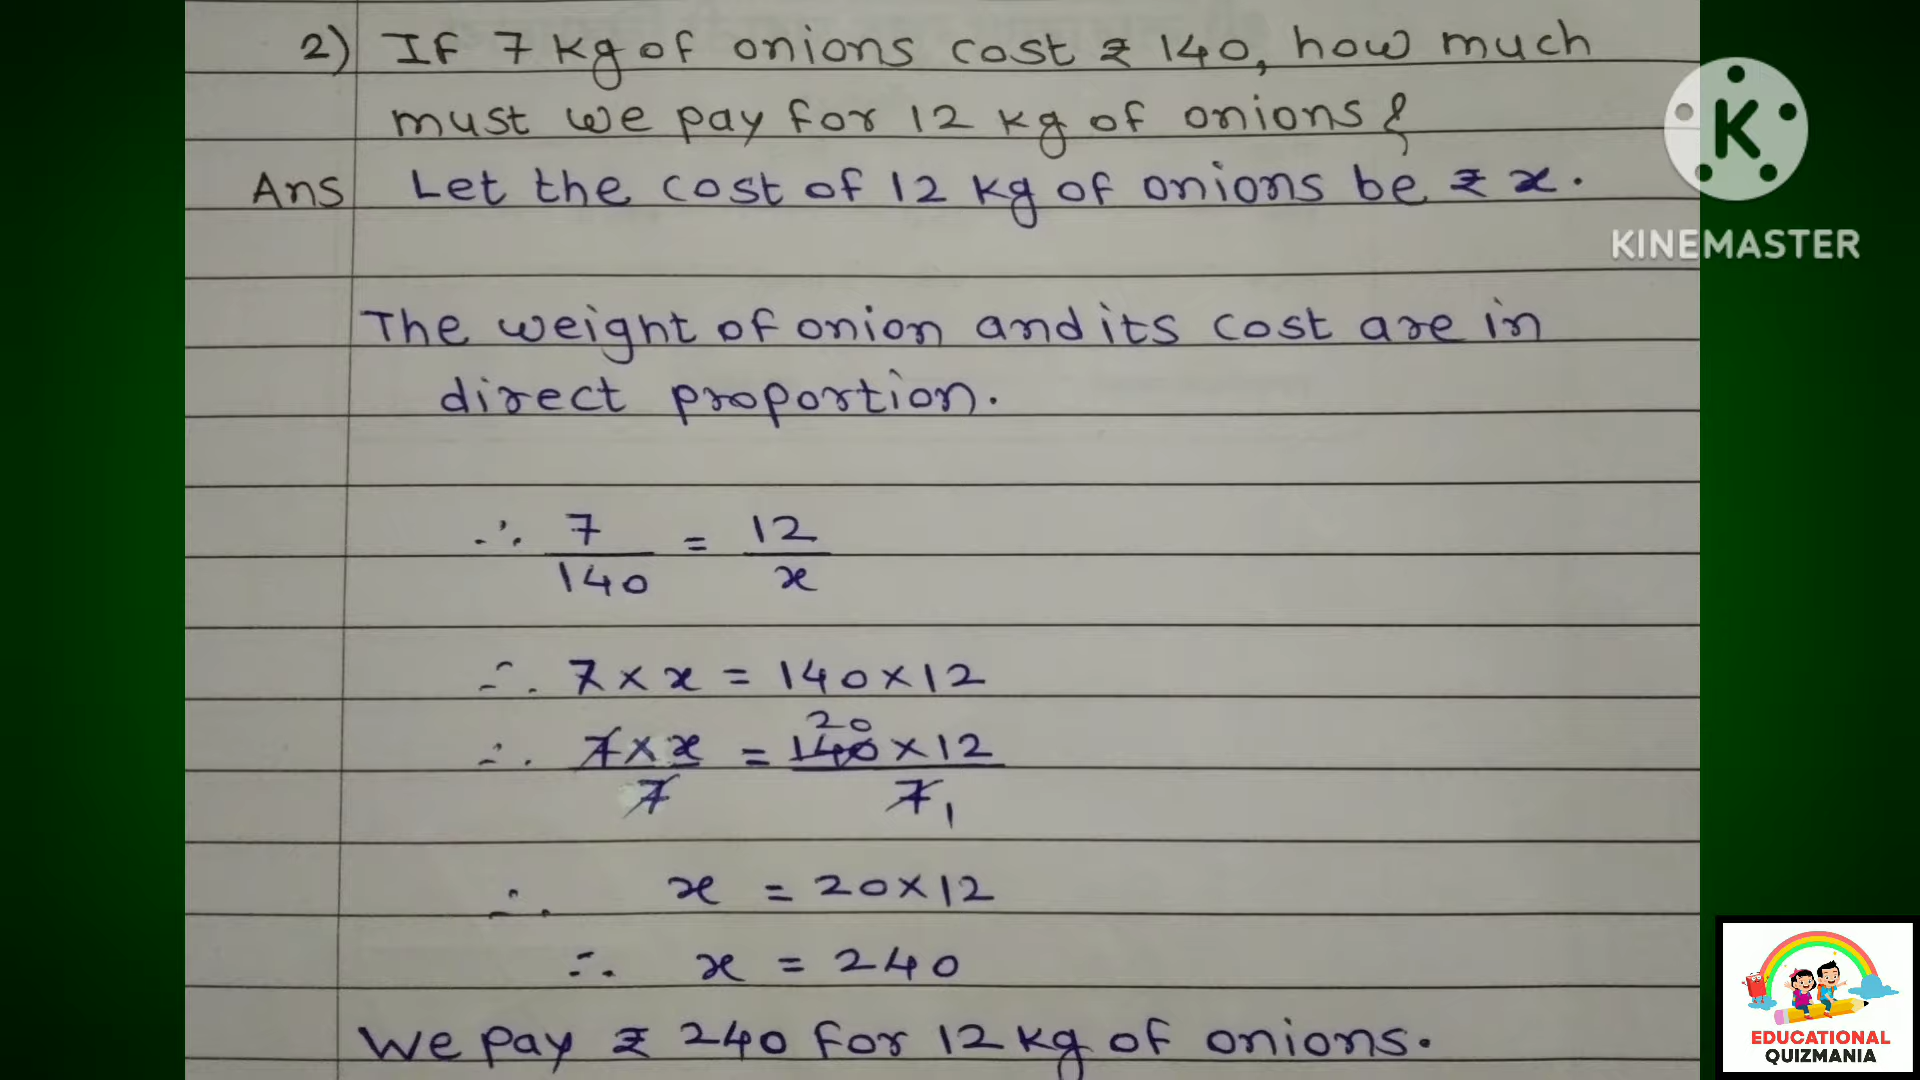 2) If 7 kg of onions cost ₹ 140, how much
must we pay for 12 kg of onions?
Ans Let the cost of 12 kg of onions be ₹ x.
The weight of onion and its cost are in
direct proportion.
∴ 7/140 = 12/x
∴ 7 × x = 140 × 12
20
∴ 7 × x / 7 = 140 × 12 / 7 1
∴ x = 20 × 12
∴ x = 240
We pay ₹ 240 for 12 kg of onions.
K
KINEMASTER
EDUCATIONAL
QUIZMANIA